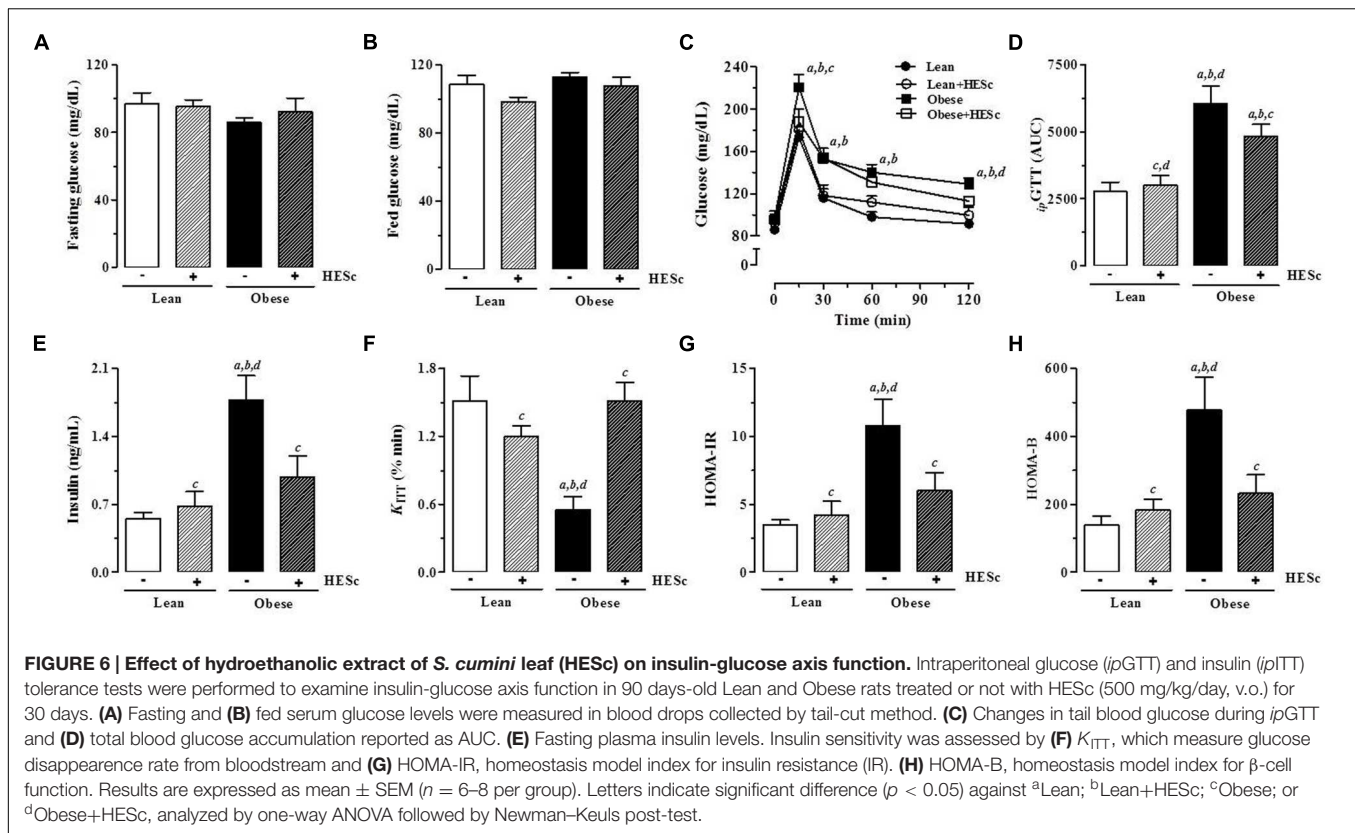 A
B
C
D
120
80
40
0
Fasting glucose (mg/dL)
- + - + HESc
Lean Obese
120
80
40
0
Fed glucose (mg/dL)
- + - + HESc
Lean Obese
240
200
160
120
80
0
Glucose (mg/dL)
Lean
Lean+HESc
Obese
Obese+HESc
a,b,c
a,b
a,b
a,b,d
0 30 60 90 120
Time (min)
7500
5000
2500
0
ipGTT (AUC)
c,d
a,b,d
a,b,c
- + - + HESc
Lean Obese
E
F
G
H
2.1
1.4
0.7
0.0
Insulin (ng/mL)
c
a,b,d
c
- + - + HESc
Lean Obese
1.8
1.2
0.6
0.0
KITT (% min)
c
a,b,d
c
- + - + HESc
Lean Obese
15
10
5
0
HOMA-IR
c
a,b,d
c
- + - + HESc
Lean Obese
600
400
200
0
HOMA-B
c
a,b,d
c
- + - + HESc
Lean Obese
FIGURE 6 | Effect of hydroethanolic extract of S. cumini leaf (HESc) on insulin-glucose axis function. Intraperitoneal glucose (ipGTT) and insulin (ipITT)
tolerance tests were performed to examine insulin-glucose axis function in 90 days-old Lean and Obese rats treated or not with HESc (500 mg/kg/day, v.o.) for
30 days. (A) Fasting and (B) fed serum glucose levels were measured in blood drops collected by tail-cut method. (C) Changes in tail blood glucose during ipGTT
and (D) total blood glucose accumulation reported as AUC. (E) Fasting plasma insulin levels. Insulin sensitivity was assessed by (F) KITT, which measure glucose
disappearence rate from bloodstream and (G) HOMA-IR, homeostasis model index for insulin resistance (IR). (H) HOMA-B, homeostasis model index for β-cell
function. Results are expressed as mean ± SEM (n = 6–8 per group). Letters indicate significant difference (p < 0.05) against aLean; bLean+HESc; cObese; or
dObese+HESc, analyzed by one-way ANOVA followed by Newman–Keuls post-test.